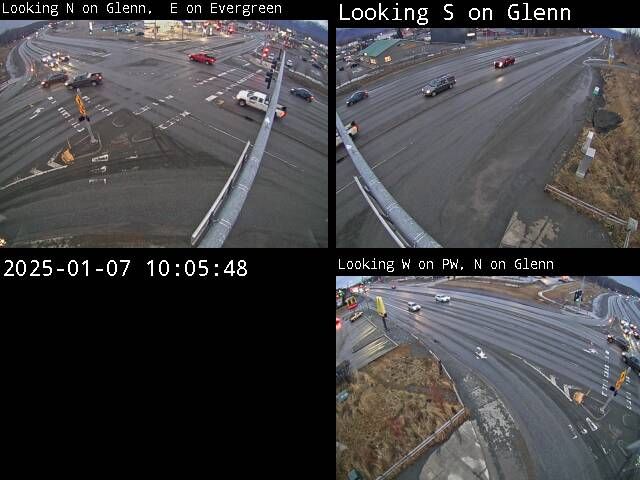 Looking N on Glenn, E on Evergreen
Looking S on Glenn
2025-01-07 10:05:48
Looking W on PW, N on Glenn